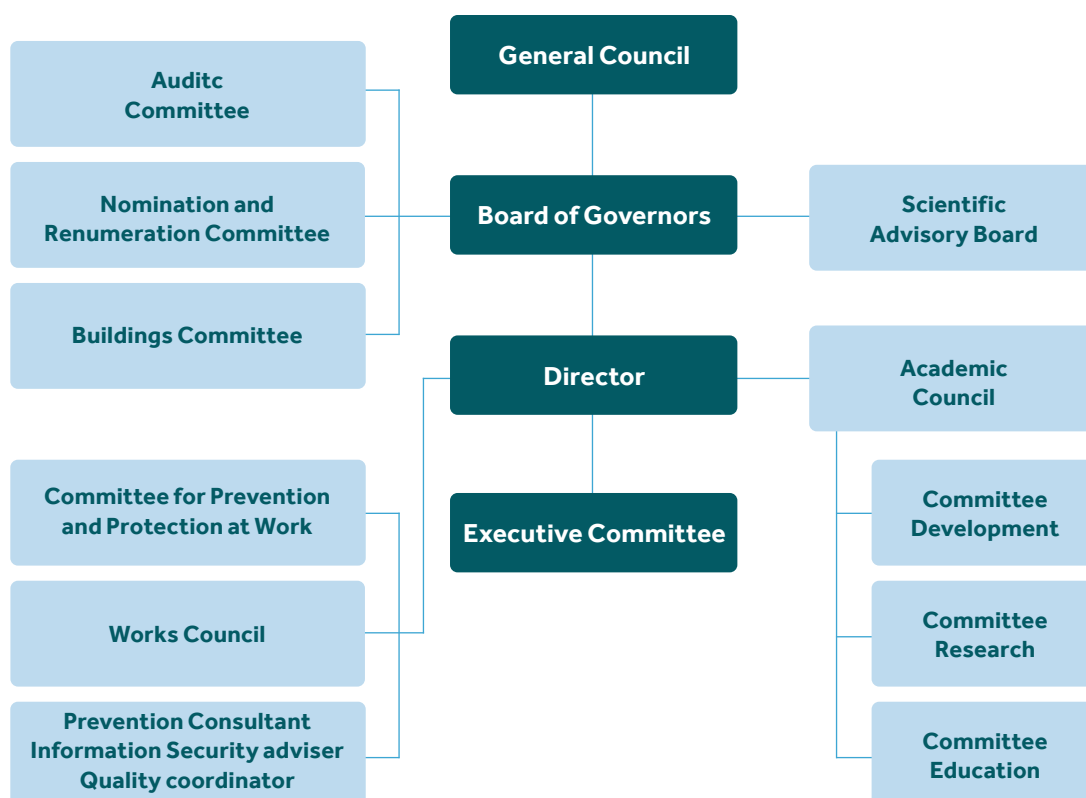 General Council
Auditc
Committee
Nomination and
Renumeration Committee
Board of Governors
Scientific
Advisory Board
Buildings Committee
Director
Academic
Council
Committee for Prevention
and Protection at Work
Executive Committee
Committee
Development
Works Council
Committee
Research
Prevention Consultant
Information Security adviser
Quality coordinator
Committee
Education